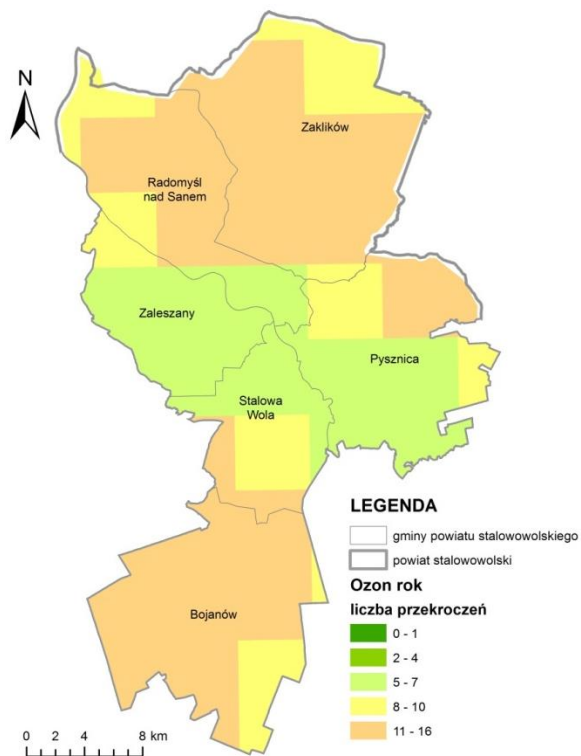 N
Zaklików
Radomyśl
nad Sanem
Zaleszany
Pysznica
Stalowa
Wola
Bojanów
LEGENDA
gminy powiatu stalowowolskiego
powiat stalowowolski
Ozon rok
liczba przekroczeń
0 - 1
2 - 4
5 - 7
8 - 10
11 - 16
0 2 4 8 km